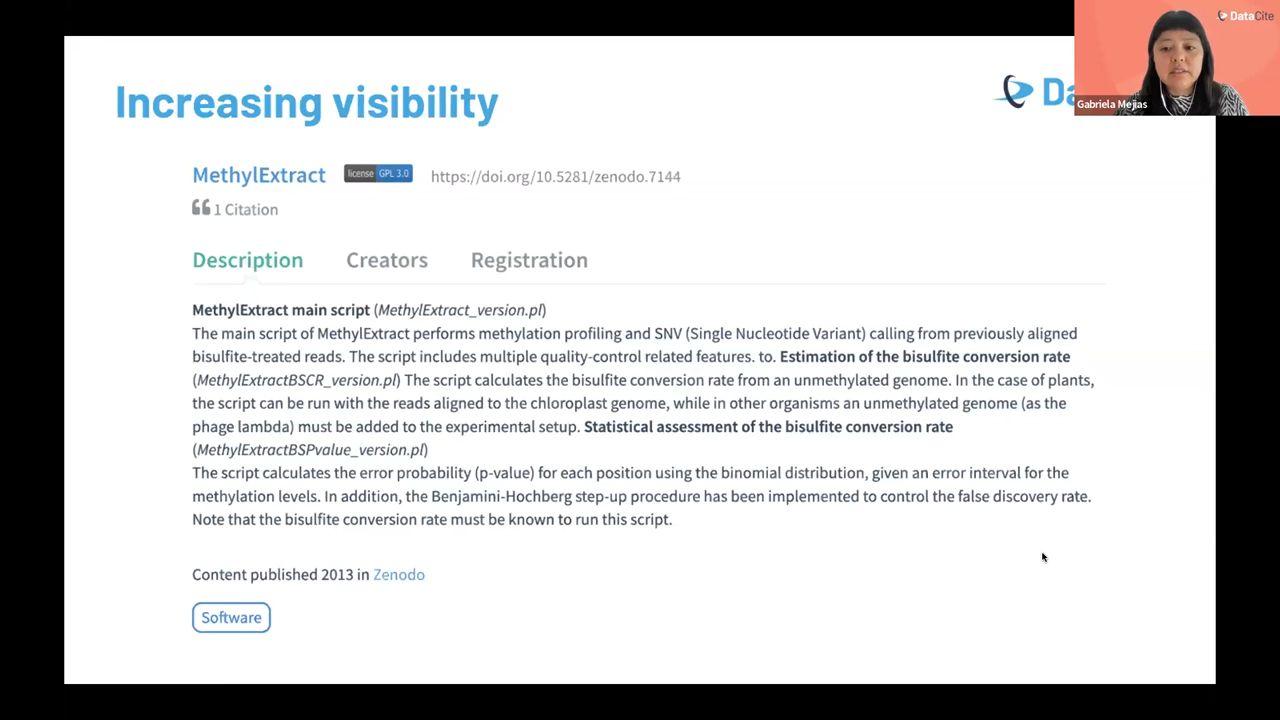 Increasing visibility
Da
DataCite
Gabriela Mejias
MethylExtract license GPL 3.0 https://doi.org/10.5281/zenodo.7144
1 Citation
Description Creators Registration
MethylExtract main script (MethylExtract_version.pl)
The main script of MethylExtract performs methylation profiling and SNV (Single Nucleotide Variant) calling from previously aligned
bisulfite-treated reads. The script includes multiple quality-control related features. to. Estimation of the bisulfite conversion rate
(MethylExtractBSCR_version.pl) The script calculates the bisulfite conversion rate from an unmethylated genome. In the case of plants,
the script can be run with the reads aligned to the chloroplast genome, while in other organisms an unmethylated genome (as the
phage lambda) must be added to the experimental setup. Statistical assessment of the bisulfite conversion rate
(MethylExtractBSPvalue_version.pl)
The script calculates the error probability (p-value) for each position using the binomial distribution, given an error interval for the
methylation levels. In addition, the Benjamini-Hochberg step-up procedure has been implemented to control the false discovery rate.
Note that the bisulfite conversion rate must be known to run this script.
Content published 2013 in Zenodo
Software